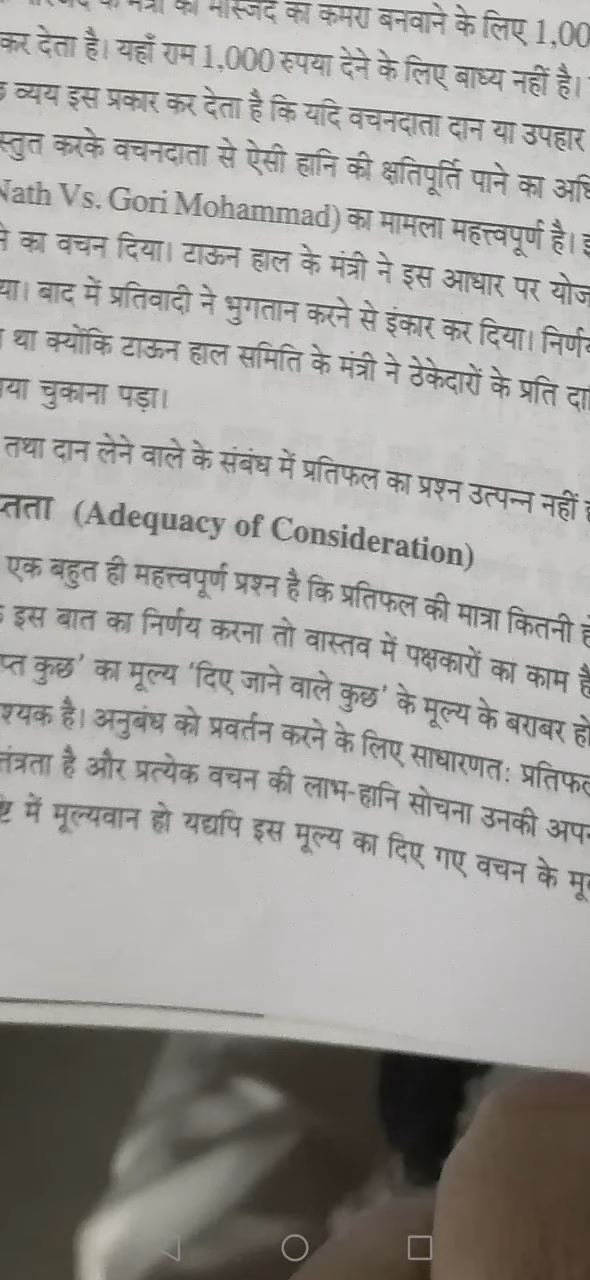 मस्जिद का कमरा बनवाने के लिए 1,00
कर देता है। यहाँ राम 1,000 रुपया देने के लिए बाध्य नहीं है।
व्यय इस प्रकार कर देता है कि यदि वचनदाता दान या उपहार
स्तुत करके वचनदाता से ऐसी हानि की क्षतिपूर्ति पाने का अधि
Nath Vs. Gori Mohammad) का मामला महत्त्वपूर्ण है। इ
ने का वचन दिया। टाऊन हाल के मंत्री ने इस आधार पर योज
या। बाद में प्रतिवादी ने भुगतान करने से इंकार कर दिया। निर्ण
था क्योंकि टाऊन हाल समिति के मंत्री ने ठेकेदारों के प्रति दा
या चुकाना पड़ा।
तथा दान लेने वाले के संबंध में प्रतिफल का प्रश्न उत्पन्न नहीं ह
प्तता (Adequacy of Consideration)
एक बहुत ही महत्त्वपूर्ण प्रश्न है कि प्रतिफल की मात्रा कितनी ह
इस बात का निर्णय करना तो वास्तव में पक्षकारों का काम है
प्त कुछ' का मूल्य 'दिए जाने वाले कुछ' के मूल्य के बराबर हो
श्यक है। अनुबंध को प्रवर्तन करने के लिए साधारणतः प्रतिफल
तंत्रता है और प्रत्येक वचन की लाभ-हानि सोचना उनकी अप
ष्टि में मूल्यवान हो यद्यपि इस मूल्य का दिए गए वचन के मू